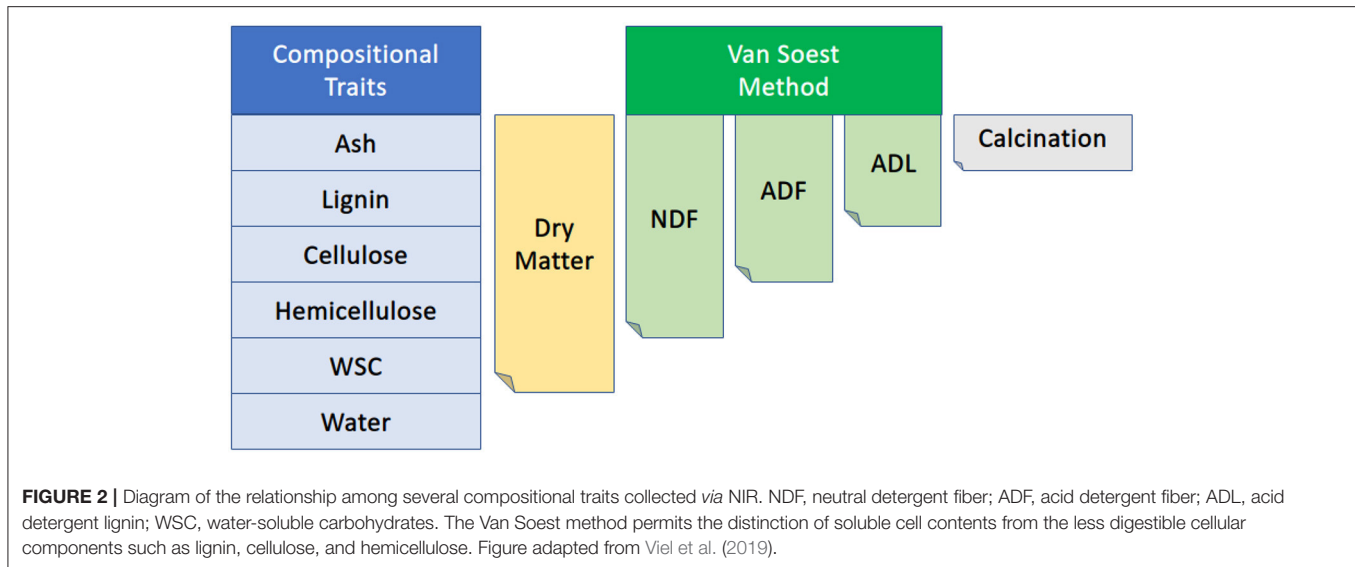 Compositional
Traits
Van Soest
Method
Ash
Lignin
Cellulose
Hemicellulose
WSC
Water
Dry
Matter
NDF
ADF
ADL
Calcination
FIGURE 2 | Diagram of the relationship among several compositional traits collected via NIR. NDF, neutral detergent fiber; ADF, acid detergent fiber; ADL, acid
detergent lignin; WSC, water-soluble carbohydrates. The Van Soest method permits the distinction of soluble cell contents from the less digestible cellular
components such as lignin, cellulose, and hemicellulose. Figure adapted from Viel et al. (2019).